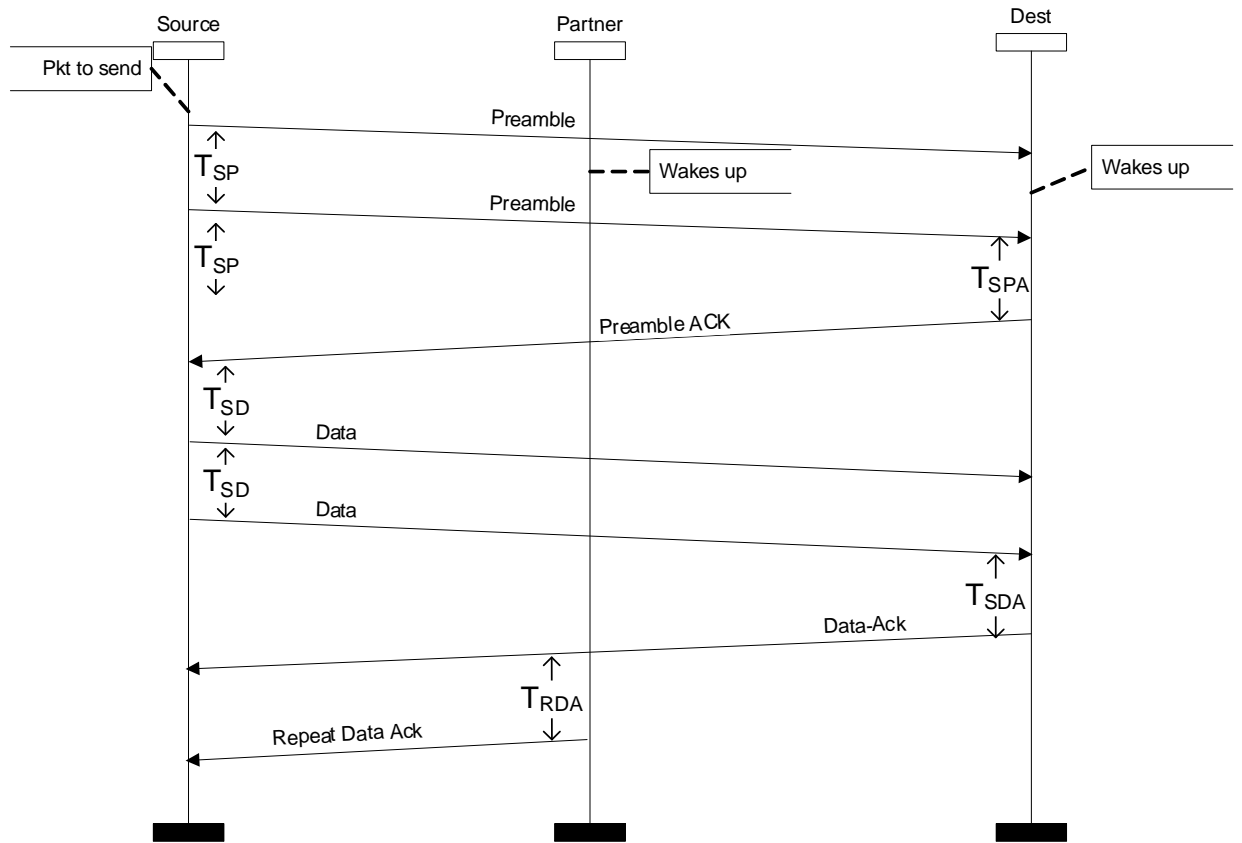 Source
Partner
Dest
Pkt to send
Preamble
Wakes up
Wakes up
TSP
Preamble
TSP
TSPA
Preamble ACK
TSD
Data
TSD
Data
TSDA
Data-Ack
TRDA
Repeat Data Ack